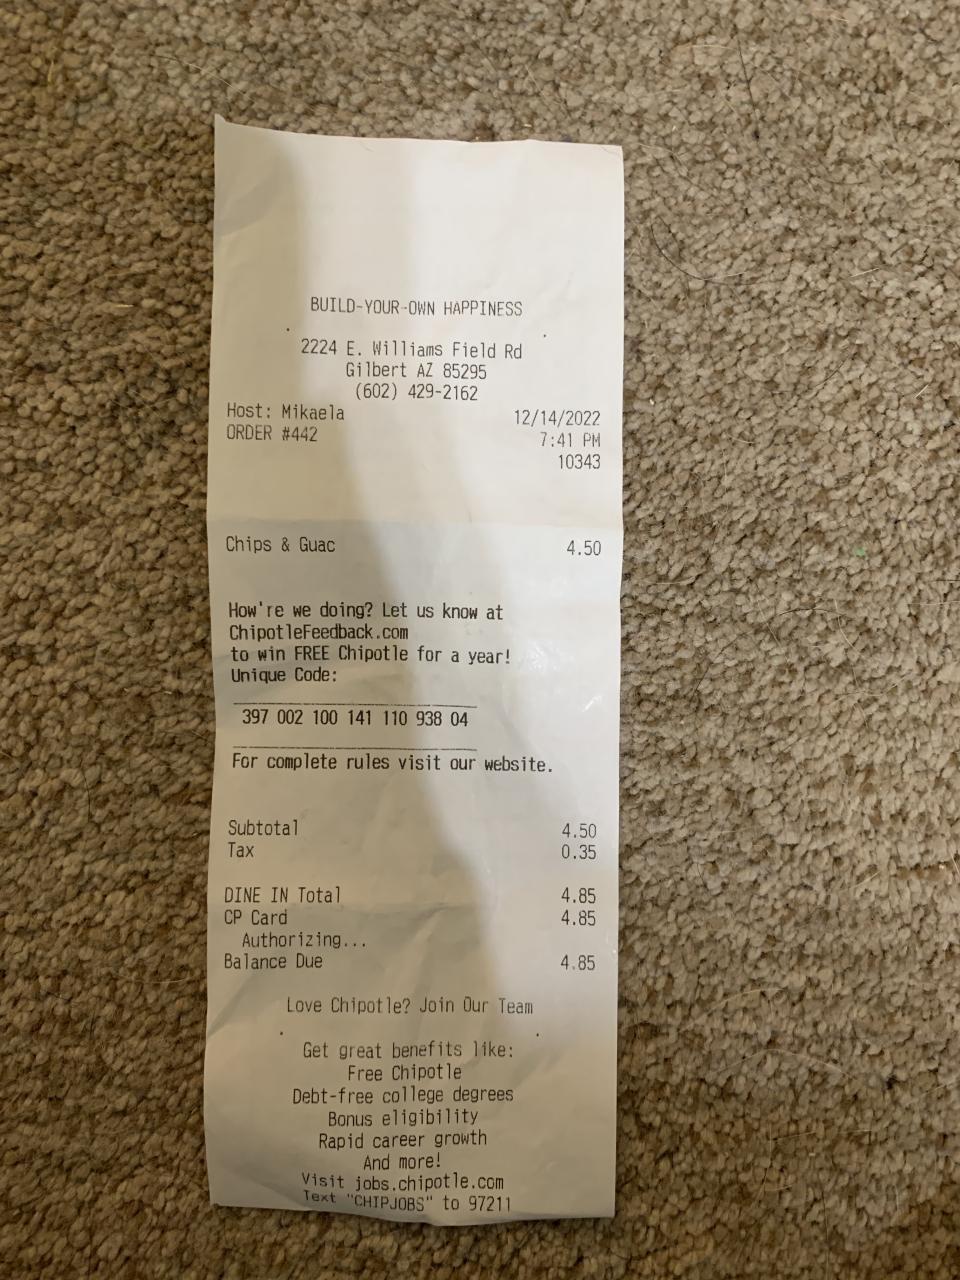 BUILD-YOUR-OWN HAPPINESS
2224 E. Williams Field Rd
Gilbert AZ 85295
(602) 429-2162
Host: Mikaela 12/14/2022
ORDER #442 7:41 PM
10343
Chips & Guac 4.50
How're we doing? Let us know at
ChipotleFeedback.com
to win FREE Chipotle for a year!
Unique Code:
397 002 100 141 110 938 04
For complete rules visit our website.
Subtotal 4.50
Tax 0.35
DINE IN Total 4.85
CP Card 4.85
Authorizing...
Balance Due 4.85
Love Chipotle? Join Our Team
Get great benefits like:
Free Chipotle
Debt-free college degrees
Bonus eligibility
Rapid career growth
And more!
Visit jobs.chipotle.com
Text "CHIPJOBS" to 97211